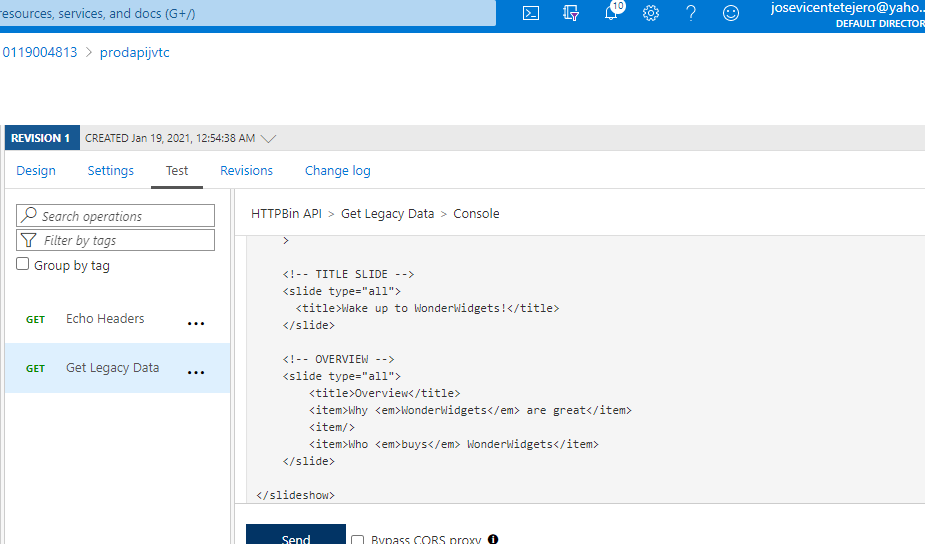 resources, services, and docs (G+/)
10
josevicentetejero@yaho...
DEFAULT DIRECTOR
0119004813 > prodapijvtc
REVISION 1 CREATED Jan 19, 2021, 12:54:38 AM
Design Settings Test Revisions Change log
Search operations
Filter by tags
Group by tag
GET Echo Headers ...
GET Get Legacy Data ...
HTTPBin API > Get Legacy Data > Console
>
<!-- TITLE SLIDE -->
<slide type="all">
<title>Wake up to WonderWidgets!</title>
</slide>
<!-- OVERVIEW -->
<slide type="all">
<title>Overview</title>
<item>Why <em>WonderWidgets</em> are great</item>
<item/>
<item>Who <em>buys</em> WonderWidgets</item>
</slide>
</slideshow>
Send Bypass CORS proxy